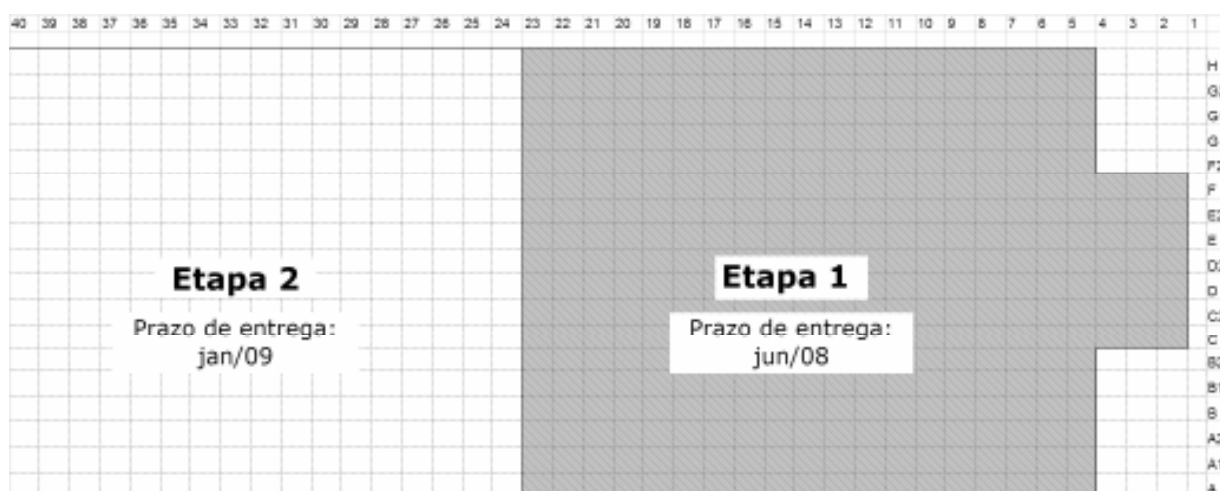 40 39 38 37 36 35 34 33 32 31 30 29 28 27 26 25 24 23 22 21 20 19 18 17 16 15 14 13 12 11 10 9 8 7 6 5 4 3 2 1
H
G
G
F
E
D
C
B
Etapa 2
Prazo de entrega:
jan/09
Etapa 1
Prazo de entrega:
jun/08